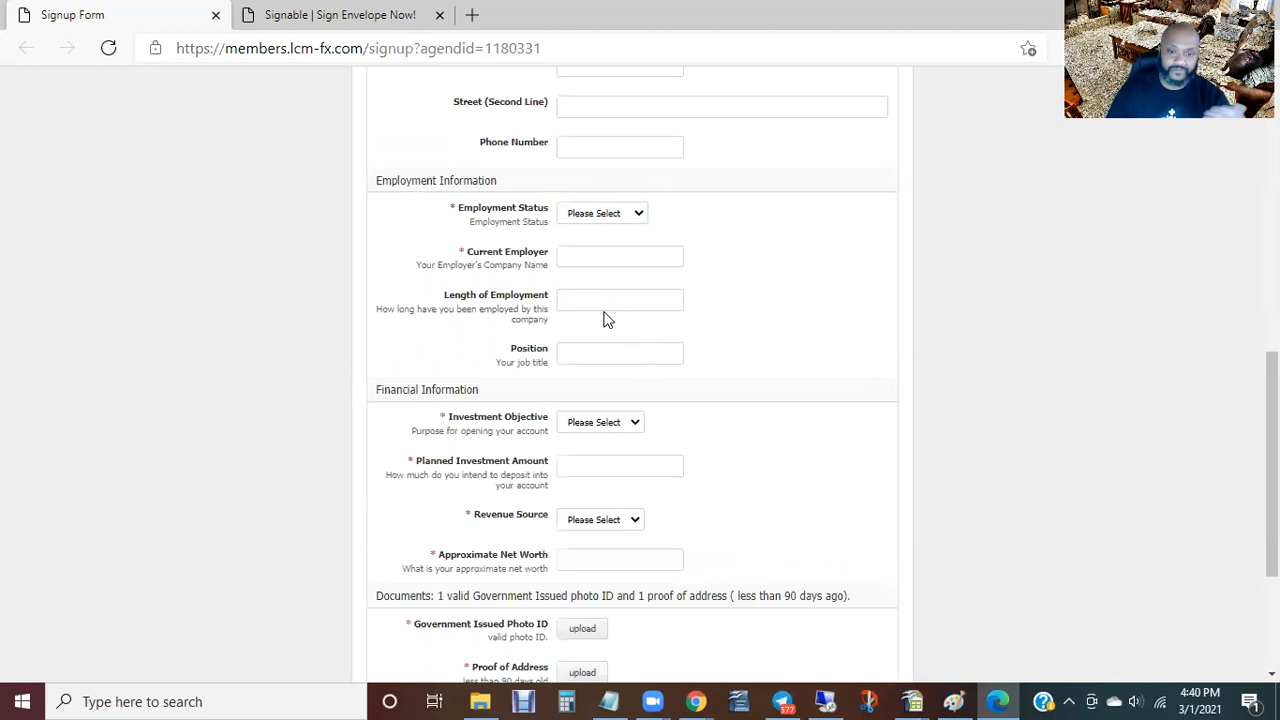 Signup Form
Signable | Sign Envelope Now!
https://members.lcm-fx.com/signup?agendid=1180331
Street (Second Line)
Phone Number
Employment Information
* Employment Status
Please Select
Employment Status
* Current Employer
Your Employer's Company Name
Length of Employment
How long have you been employed by this
company
Position
Your job title
Financial Information
* Investment Objective
Please Select
Purpose for opening your account
* Planned Investment Amount
How much do you intend to deposit into
your account
* Revenue Source
Please Select
* Approximate Net Worth
What is your approximate net worth
Documents: 1 valid Government Issued photo ID and 1 proof of address ( less than 90 days ago).
* Government Issued Photo ID
upload
valid photo ID.
* Proof of Address
upload
less than 90 days old
Type here to search
577
4:40 PM
3/1/2021
1